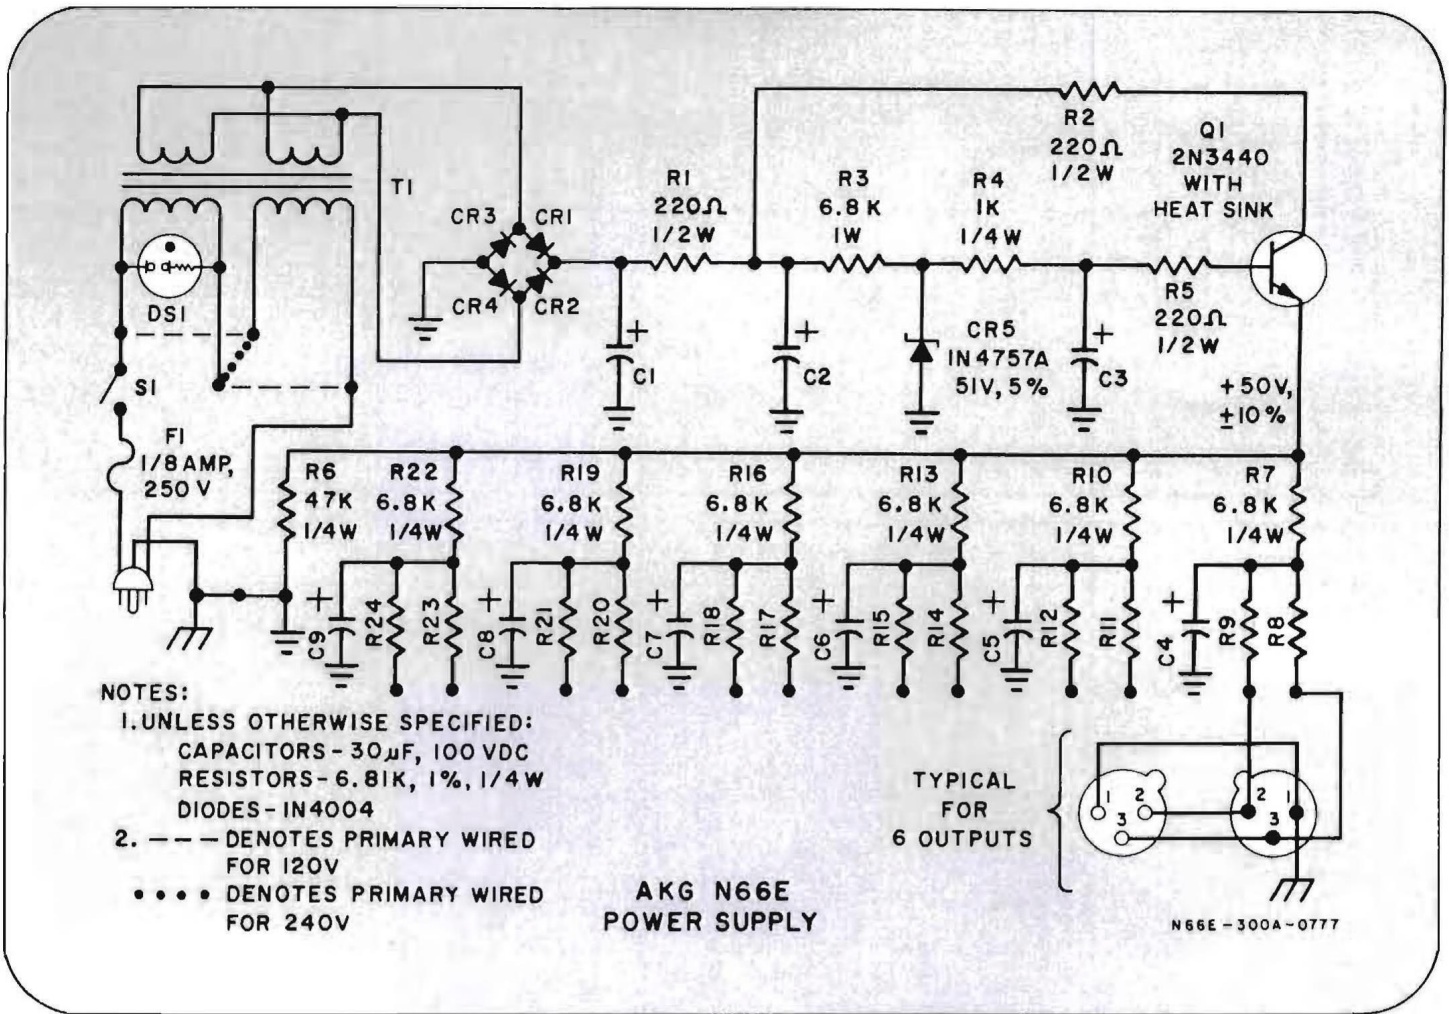 T1
R1
220Ω
1/2W
R2
220Ω
1/2W
R3
6.8K
1W
R4
1K
1/4W
Q1
2N3440
WITH
HEAT SINK
CR3
CR1
CR4
CR2
DS1
S1
F1
1/8 AMP,
250V
+
C1
+
C2
CR5
1N4757A
51V, 5%
+
C3
R5
220Ω
1/2W
+50V,
±10%
R6
47K
1/4W
R22
6.8K
1/4W
R19
6.8K
1/4W
R16
6.8K
1/4W
R13
6.8K
1/4W
R10
6.8K
1/4W
R7
6.8K
1/4W
+
C9
R24
R23
+
C8
R21
R20
+
C7
R18
R17
+
C6
R15
R14
+
C5
R12
R11
+
C4
R9
R8
NOTES:
1. UNLESS OTHERWISE SPECIFIED:
CAPACITORS - 30μF, 100 VDC
RESISTORS - 6.81K, 1%, 1/4W
DIODES - 1N4004
2. --- DENOTES PRIMARY WIRED
FOR 120V
•••• DENOTES PRIMARY WIRED
FOR 240V
AKG N66E
POWER SUPPLY
TYPICAL
FOR
6 OUTPUTS
1 2
3
2 1
3
N66E-300A-0777